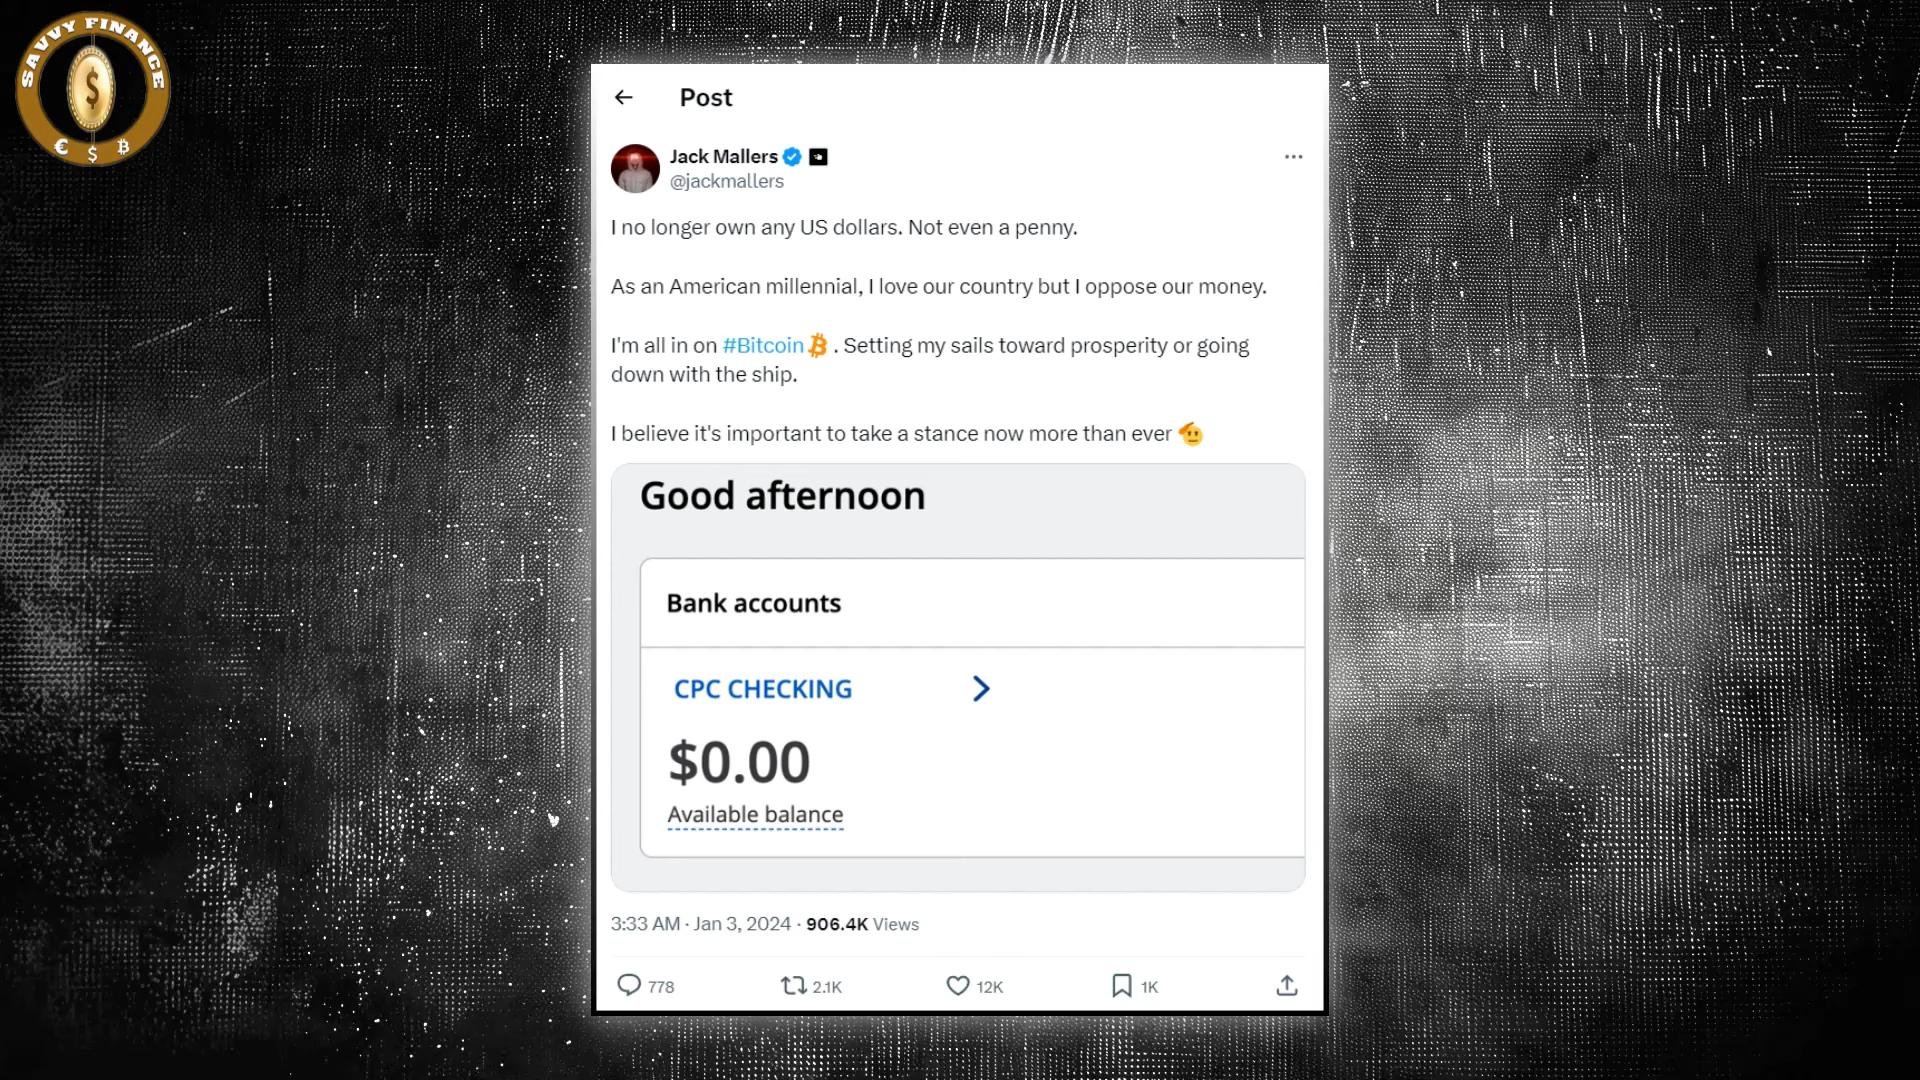 SAVVY FINANCE
$
€ $ ₿
Post
Jack Mallers
@jackmallers
I no longer own any US dollars. Not even a penny.
As an American millennial, I love our country but I oppose our money.
I'm all in on #Bitcoin₿ . Setting my sails toward prosperity or going
down with the ship.
I believe it's important to take a stance now more than ever 🫡
Good afternoon
Bank accounts
CPC CHECKING
$0.00
Available balance
3:33 AM · Jan 3, 2024 · 906.4K Views
778 2.1K 12K 1K